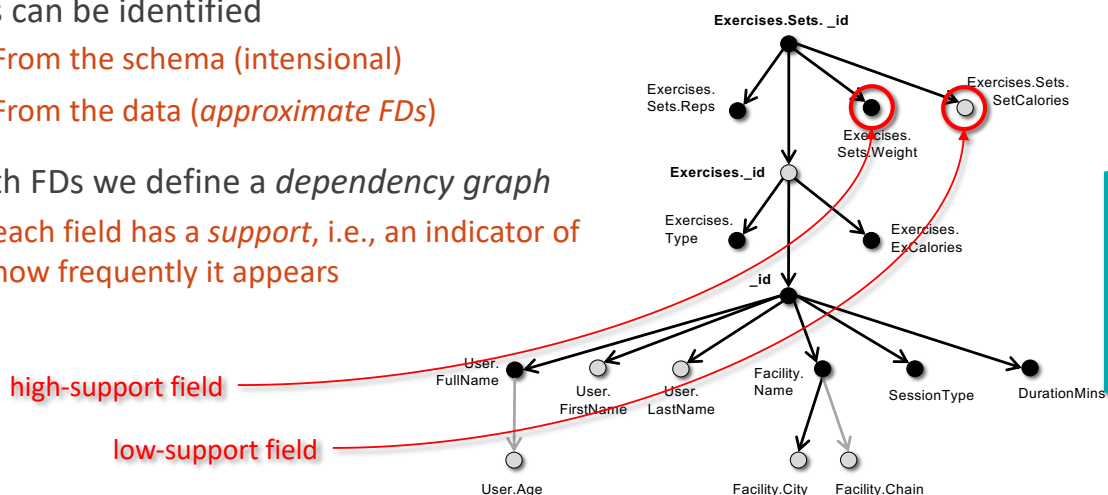 s can be identified
From the schema (intensional)
From the data (approximate FDs)
th FDs we define a dependency graph
each field has a support, i.e., an indicator of
how frequently it appears
high-support field
low-support field
Exercises.Sets. _id
Exercises.
Sets.Reps
Exercises.
Sets.Weight
Exercises.Sets.
SetCalories
Exercises._id
Exercises.
Type
Exercises.
ExCalories
_id
User.
FullName
User.
FirstName
User.
LastName
Facility.
Name
SessionType
DurationMins
User.Age
Facility.City
Facility.Chain